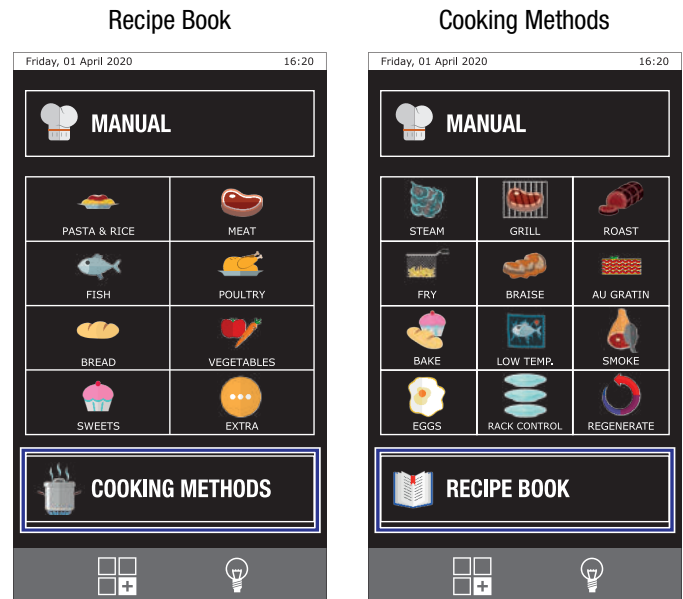 Recipe Book
Friday, 01 April 2020 16:20
MANUAL
PASTA & RICE MEAT
FISH POULTRY
BREAD VEGETABLES
SWEETS EXTRA
COOKING METHODS
Cooking Methods
Friday, 01 April 2020 16:20
MANUAL
STEAM GRILL ROAST
FRY BRAISE AU GRATIN
BAKE LOW TEMP. SMOKE
EGGS RACK CONTROL REGENERATE
RECIPE BOOK